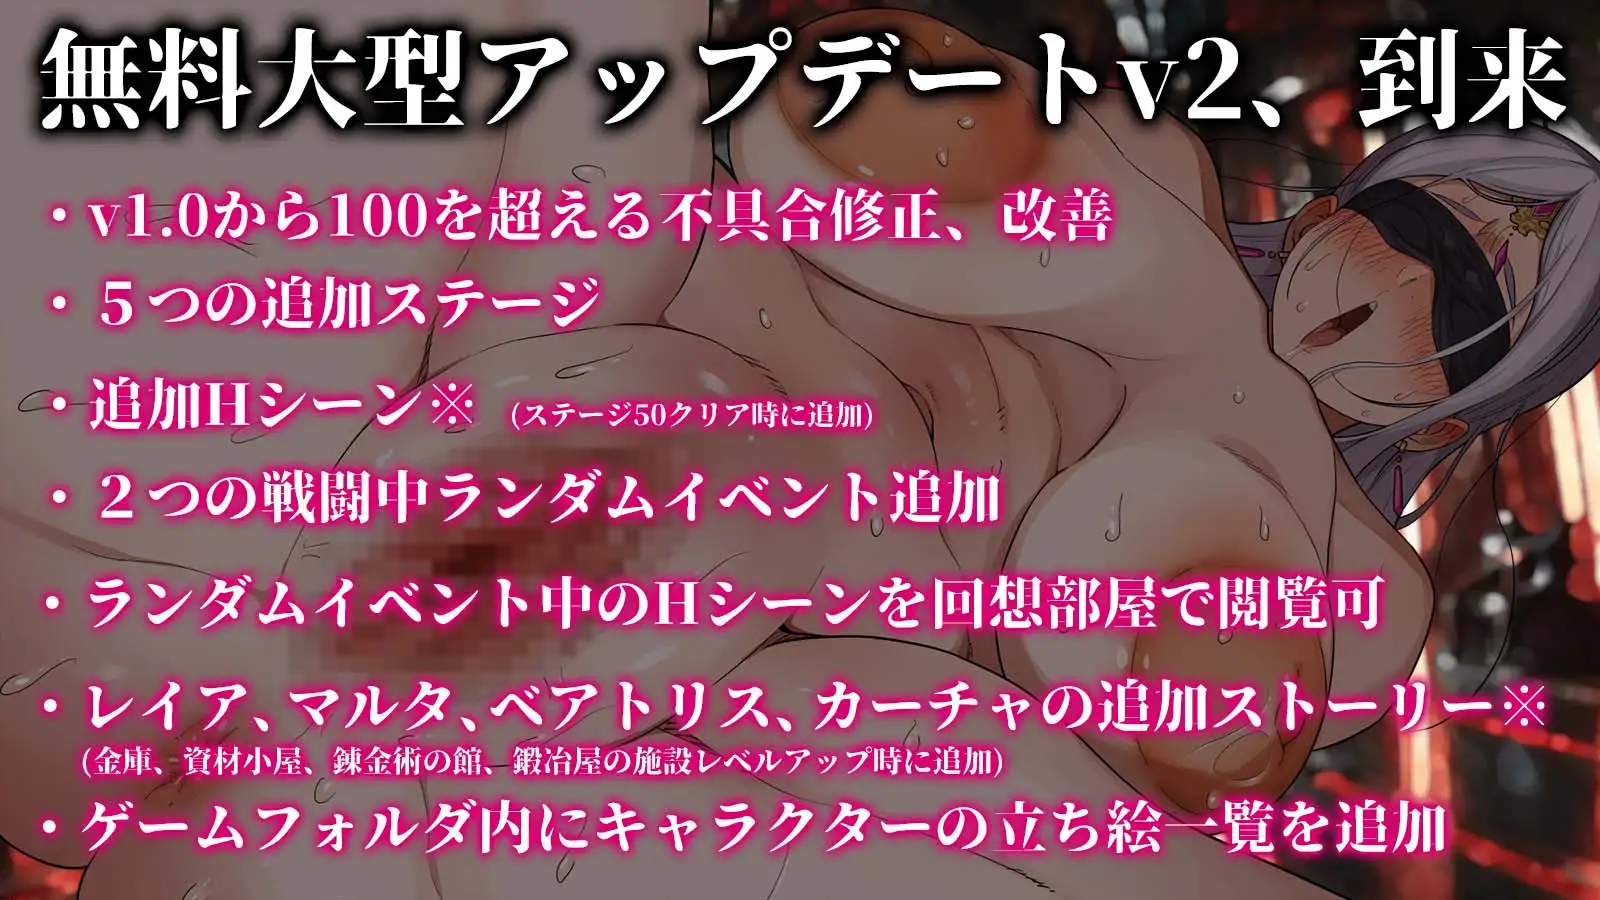 無料大型アップデートv2、到来
・v1.0から100を超える不具合修正、改善
・５つの追加ステージ
・追加Hシーン※ (ステージ50クリア時に追加)
・２つの戦闘中ランダムイベント追加
・ランダムイベント中のHシーンを回想部屋で閲覧可
・レイア、マルタ、ベアトリス、カーチャの追加ストーリー※
(金庫、資材小屋、錬金術の館、鍛冶屋の施設レベルアップ時に追加)
・ゲームフォルダ内にキャラクターの立ち絵一覧を追加